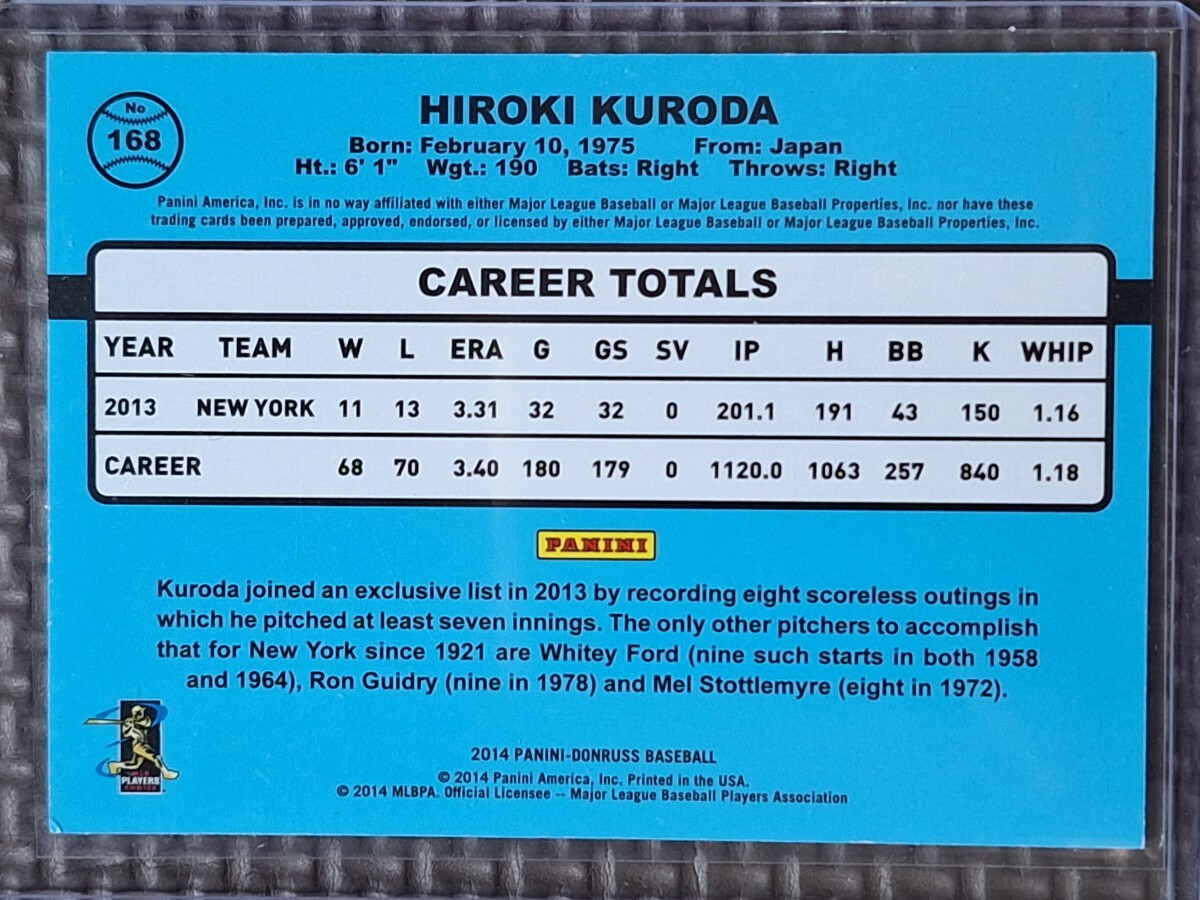 No
168
HIROKI KURODA
Born: February 10, 1975 From: Japan
Ht.: 6' 1" Wgt.: 190 Bats: Right Throws: Right
Panini America, Inc. is in no way affiliated with either Major League Baseball or Major League Baseball Properties, Inc. nor have these
trading cards been prepared, approved, endorsed, or licensed by either Major League Baseball or Major League Baseball Properties, Inc.
CAREER TOTALS
YEAR TEAM W L ERA G GS SV IP H BB K WHIP
2013 NEW YORK 11 13 3.31 32 32 0 201.1 191 43 150 1.16
CAREER 68 70 3.40 180 179 0 1120.0 1063 257 840 1.18
PANINI
Kuroda joined an exclusive list in 2013 by recording eight scoreless outings in
which he pitched at least seven innings. The only other pitchers to accomplish
that for New York since 1921 are Whitey Ford (nine such starts in both 1958
and 1964), Ron Guidry (nine in 1978) and Mel Stottlemyre (eight in 1972).
PLAYERS
CHOICE
2014 PANINI-DONRUSS BASEBALL
© 2014 Panini America, Inc. Printed in the USA.
© 2014 MLBPA. Official Licensee -- Major League Baseball Players Association